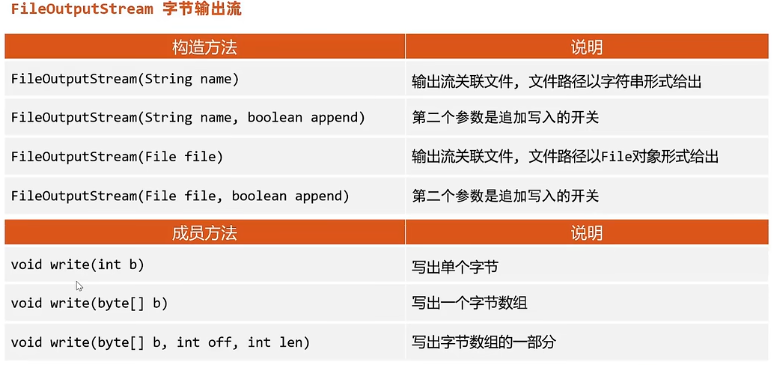 FileOutputStream 字节输出流
构造方法 说明
FileOutputStream(String name) 输出流关联文件, 文件路径以字符串形式给出
FileOutputStream(String name, boolean append) 第二个参数是追加写入的开关
FileOutputStream(File file) 输出流关联文件, 文件路径以File对象形式给出
FileOutputStream(File file, boolean append) 第二个参数是追加写入的开关
成员方法 说明
void write(int b) 写出单个字节
void write(byte[] b) 写出一个字节数组
void write(byte[] b, int off, int len) 写出字节数组的一部分